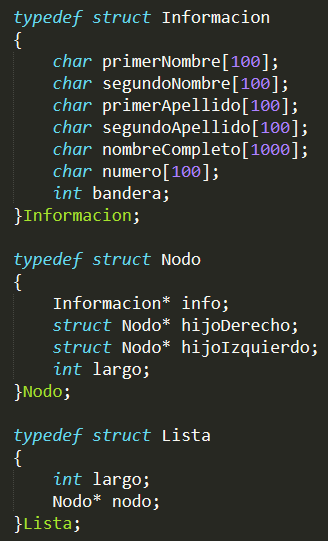 typedef struct Informacion
{
    char primerNombre[100];
    char segundoNombre[100];
    char primerApellido[100];
    char segundoApellido[100];
    char nombreCompleto[1000];
    char numero[100];
    int bandera;
}Informacion;

typedef struct Nodo
{
    Informacion* info;
    struct Nodo* hijoDerecho;
    struct Nodo* hijoIzquierdo;
    int largo;
}Nodo;

typedef struct Lista
{
    int largo;
    Nodo* nodo;
}Lista;